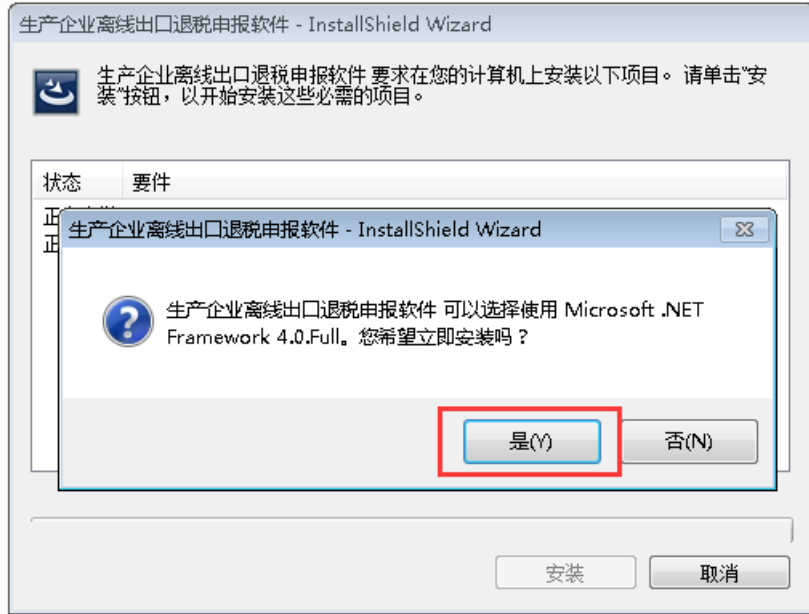 生产企业离线出口退税申报软件 - InstallShield Wizard
生产企业离线出口退税申报软件 要求在您的计算机上安装以下项目。 请单击"安
装"按钮，以开始安装这些必需的项目。
状态 要件
正
正
生产企业离线出口退税申报软件 - InstallShield Wizard
生产企业离线出口退税申报软件 可以选择使用 Microsoft .NET
Framework 4.0.Full。您希望立即安装吗？
是(Y) 否(N)
安装 取消